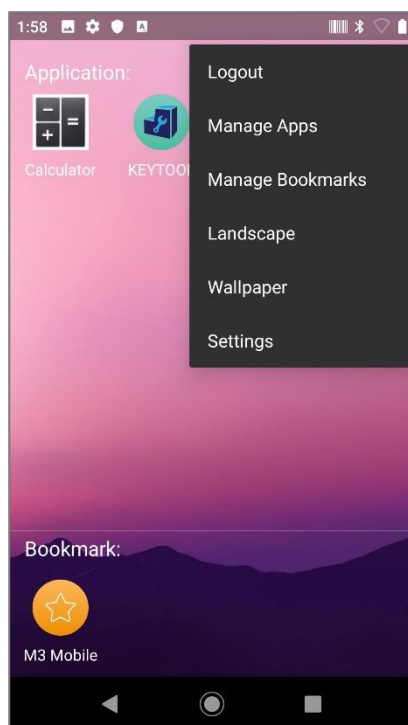 1:58 A
Application:
Calculator KEYTOO
Logout
Manage Apps
Manage Bookmarks
Landscape
Wallpaper
Settings
Bookmark:
M3 Mobile